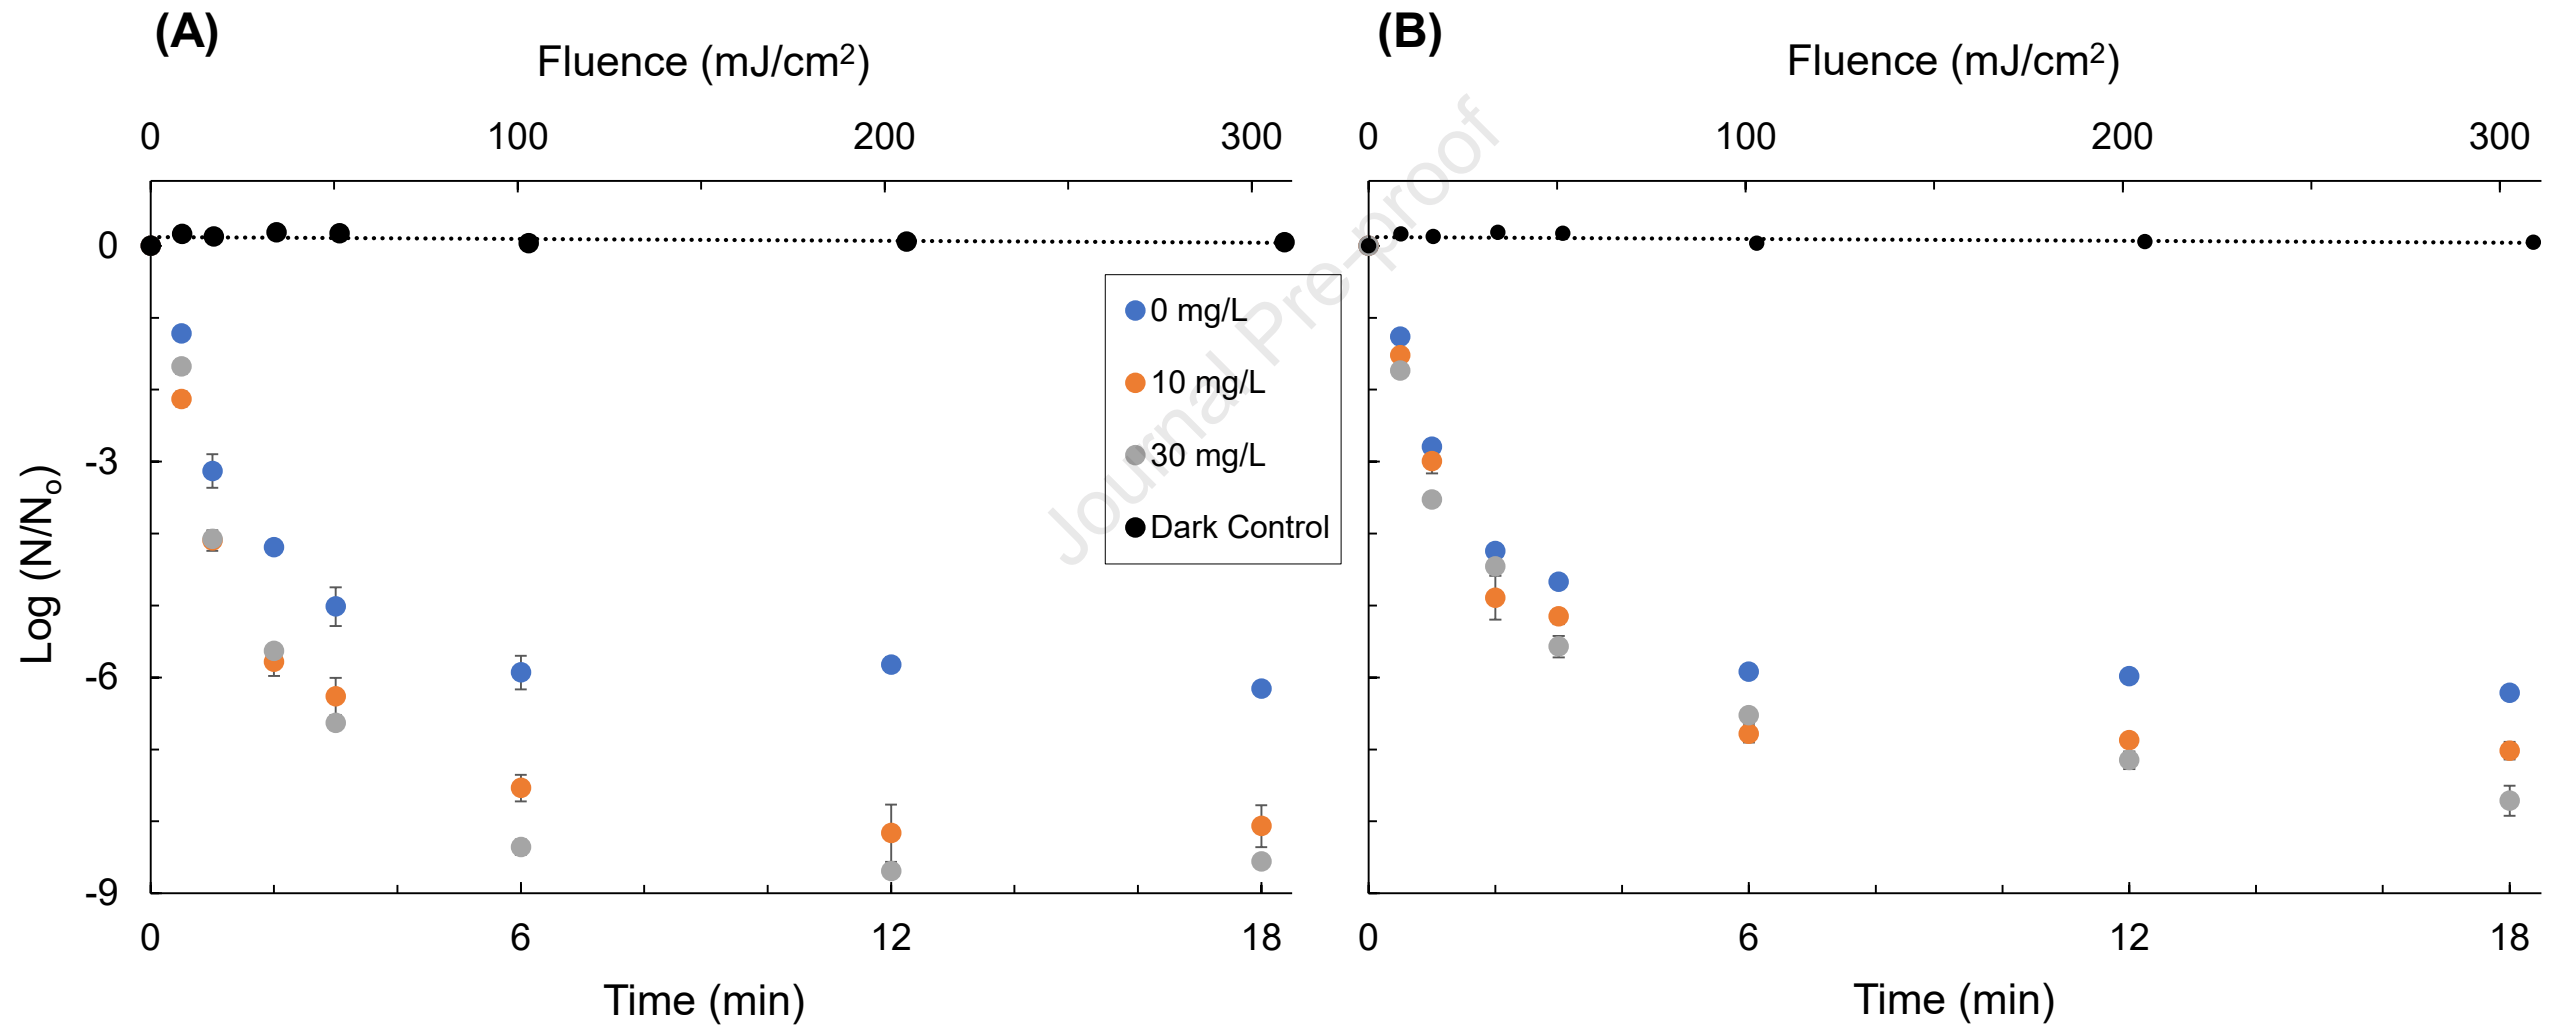 (A)
Fluence (mJ/cm²)
0 100 200 300
0
-3
-6
-9
Log (N/Nₒ)
0 6 12 18
Time (min)
0 mg/L
10 mg/L
30 mg/L
Dark Control
(B)
Fluence (mJ/cm²)
0 100 200 300
0 6 12 18
Time (min)
Journal Pre-proof